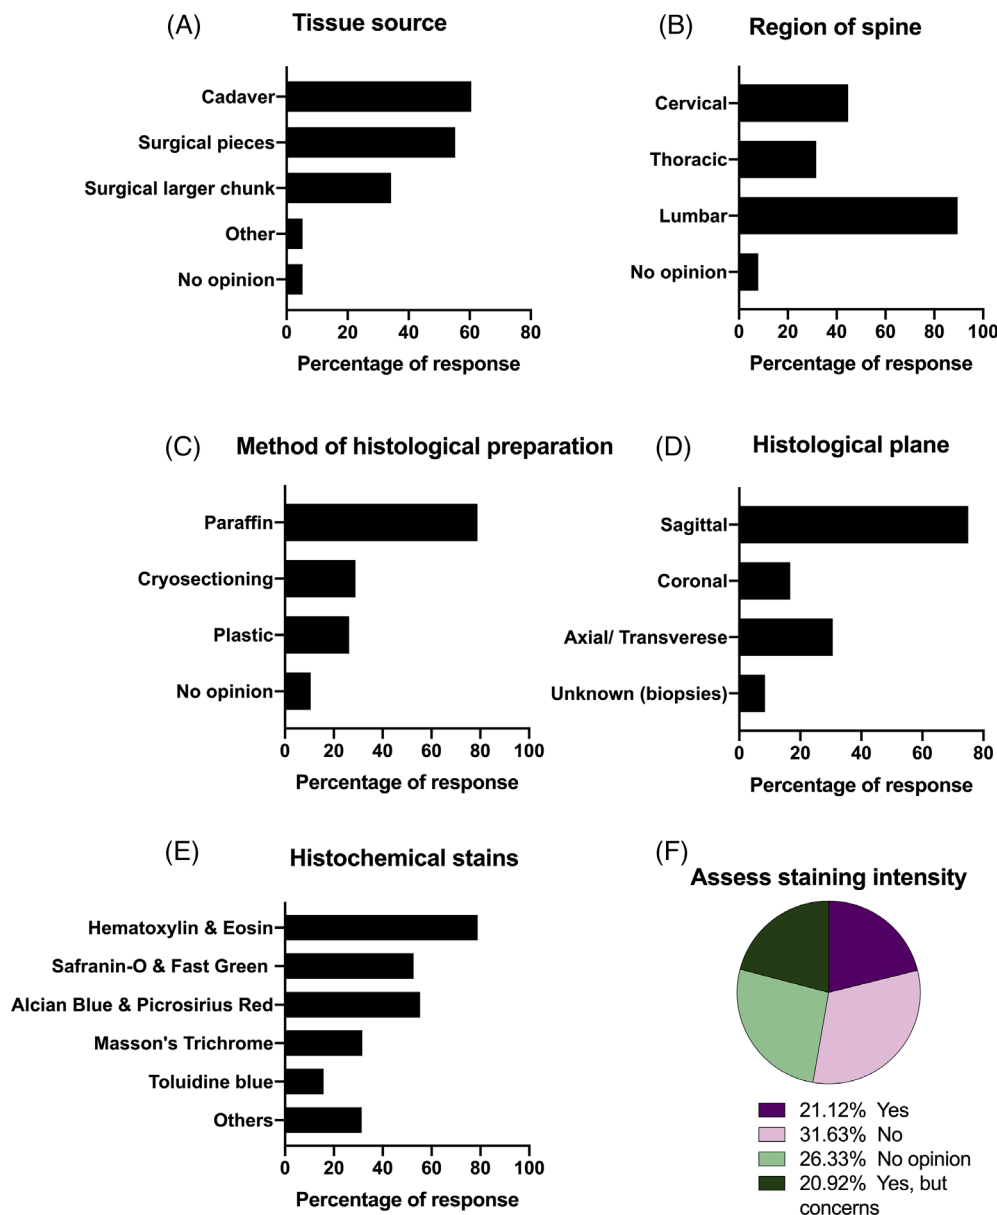 (A) Tissue source
Cadaver
Surgical pieces
Surgical larger chunk
Other
No opinion
0 20 40 60 80
Percentage of response
(B) Region of spine
Cervical
Thoracic
Lumbar
No opinion
0 20 40 60 80 100
Percentage of response
(C) Method of histological preparation
Paraffin
Cryosectioning
Plastic
No opinion
0 20 40 60 80 100
Percentage of response
(D) Histological plane
Sagittal
Coronal
Axial/ Transverese
Unknown (biopsies)
0 20 40 60 80
Percentage of response
(E) Histochemical stains
Hematoxylin & Eosin
Safranin-O & Fast Green
Alcian Blue & Picrosirius Red
Masson's Trichrome
Toluidine blue
Others
0 20 40 60 80 100
Percentage of response
(F)
Assess staining intensity
21.12% Yes
31.63% No
26.33% No opinion
20.92% Yes, but
concerns